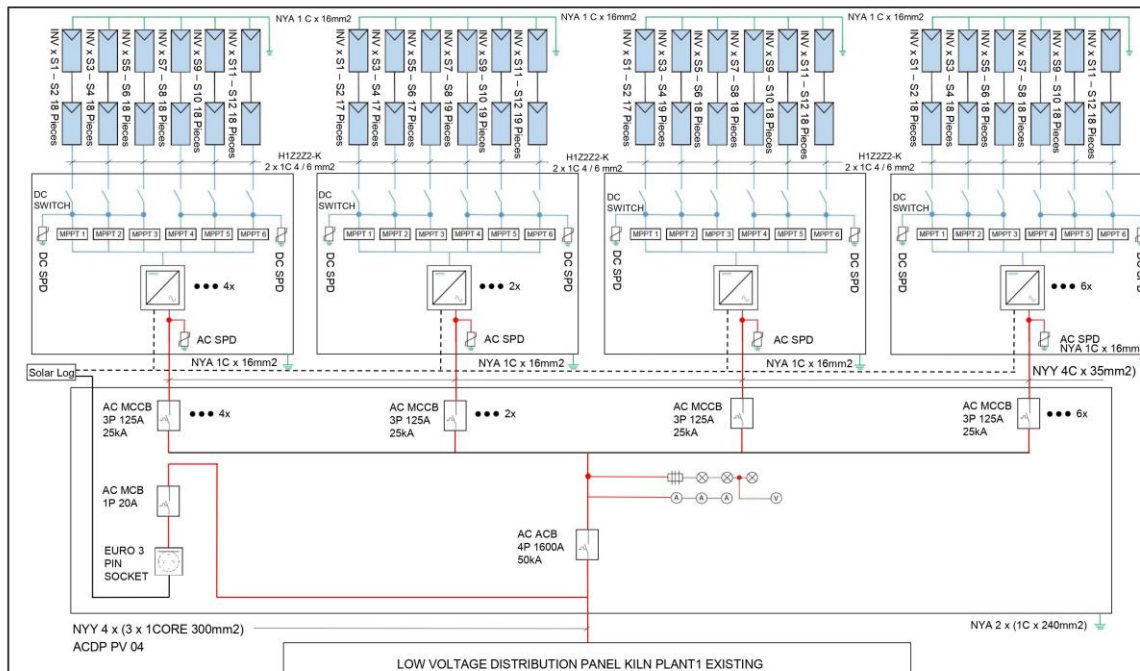 NYA 1 C x 16mm2
NYA 1 C x 16mm2
NYA 1 C x 16mm2
NYA 1 C x 16mm2
INV x S1 – S2 18 Pieces
INV x S3 – S4 18 Pieces
INV x S5 – S6 18 Pieces
INV x S7 – S8 18 Pieces
INV x S9 – S10 18 Pieces
INV x S11 – S12 18 Pieces
INV x S1 – S2 17 Pieces
INV x S3 – S4 17 Pieces
INV x S5 – S6 17 Pieces
INV x S7 – S8 19 Pieces
INV x S9 – S10 19 Pieces
INV x S11 – S12 19 Pieces
INV x S1 – S2 17 Pieces
INV x S3 – S4 19 Pieces
INV x S5 – S6 18 Pieces
INV x S7 – S8 18 Pieces
INV x S9 – S10 18 Pieces
INV x S11 – S12 18 Pieces
INV x S1 – S2 18 Pieces
INV x S3 – S4 18 Pieces
INV x S5 – S6 18 Pieces
INV x S7 – S8 18 Pieces
INV x S9 – S10 18 Pieces
INV x S11 – S12 18 Pieces
H1Z2Z2-K
2 x 1C 4 / 6 mm2
H1Z2Z2-K
2 x 1C 4 / 6 mm2
H1Z2Z2-K
2 x 1C 4 / 6 mm2
DC
SWITCH
MPPT 1
MPPT 2
MPPT 3
MPPT 4
MPPT 5
MPPT 6
DC SPD
DC SPD
4x
AC SPD
DC
SWITCH
MPPT 1
MPPT 2
MPPT 3
MPPT 4
MPPT 5
MPPT 6
DC SPD
DC SPD
2x
AC SPD
DC
SWITCH
MPPT 1
MPPT 2
MPPT 3
MPPT 4
MPPT 5
MPPT 6
DC SPD
DC SPD
AC SPD
DC
SWITCH
MPPT 1
MPPT 2
MPPT 3
MPPT 4
MPPT 5
MPPT 6
DC SPD
DC SPD
6x
AC SPD
NYA 1C x 16mm2
NYA 1C x 16mm2
NYA 1C x 16mm2
NYA 1C x 16mm2
Solar Log
NYY 4C x 35mm2)
AC MCCB
3P 125A
25kA
4x
AC MCCB
3P 125A
25kA
2x
AC MCCB
3P 125A
25kA
AC MCCB
3P 125A
25kA
6x
AC MCB
1P 20A
A
A
A
V
AC ACB
4P 1600A
50kA
EURO 3
PIN
SOCKET
NYY 4 x (3 x 1CORE 300mm2)
NYA 2 x (1C x 240mm2)
ACDP PV 04
LOW VOLTAGE DISTRIBUTION PANEL KILN PLANT1 EXISTING